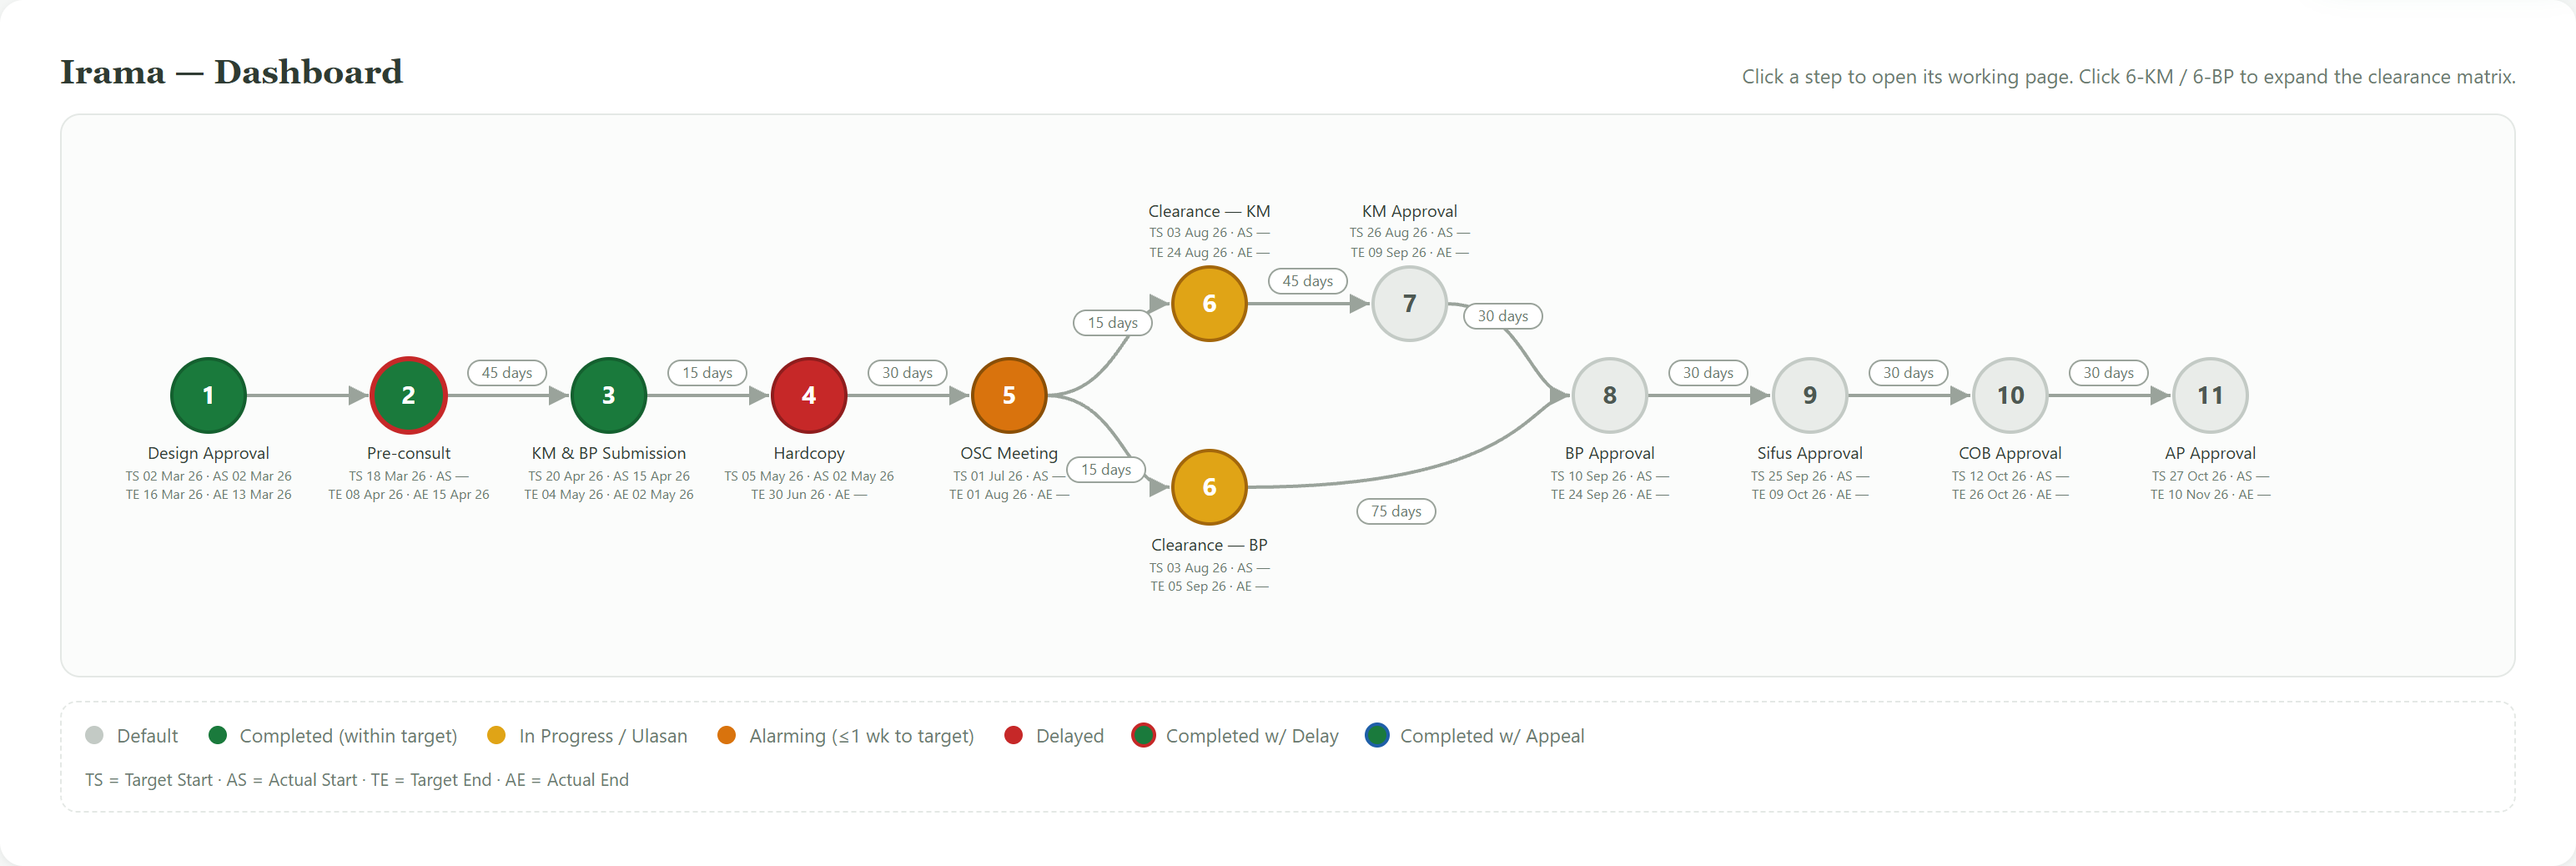 Irama — Dashboard
Click a step to open its working page. Click 6-KM / 6-BP to expand the clearance matrix.
Clearance — KM
TS 03 Aug 26 · AS —
TE 24 Aug 26 · AE —
KM Approval
TS 26 Aug 26 · AS —
TE 09 Sep 26 · AE —
6
45 days
7
15 days
30 days
1
2
45 days
3
15 days
4
30 days
5
8
30 days
9
30 days
10
30 days
11
Design Approval
TS 02 Mar 26 · AS 02 Mar 26
TE 16 Mar 26 · AE 13 Mar 26
Pre-consult
TS 18 Mar 26 · AS —
TE 08 Apr 26 · AE 15 Apr 26
KM & BP Submission
TS 20 Apr 26 · AS 15 Apr 26
TE 04 May 26 · AE 02 May 26
Hardcopy
TS 05 May 26 · AS 02 May 26
TE 30 Jun 26 · AE —
OSC Meeting
TS 01 Jul 26 · AS —
TE 01 Aug 26 · AE —
15 days
6
75 days
Clearance — BP
TS 03 Aug 26 · AS —
TE 05 Sep 26 · AE —
BP Approval
TS 10 Sep 26 · AS —
TE 24 Sep 26 · AE —
Sifus Approval
TS 25 Sep 26 · AS —
TE 09 Oct 26 · AE —
COB Approval
TS 12 Oct 26 · AS —
TE 26 Oct 26 · AE —
AP Approval
TS 27 Oct 26 · AS —
TE 10 Nov 26 · AE —
Default
Completed (within target)
In Progress / Ulasan
Alarming (≤1 wk to target)
Delayed
Completed w/ Delay
Completed w/ Appeal
TS = Target Start · AS = Actual Start · TE = Target End · AE = Actual End